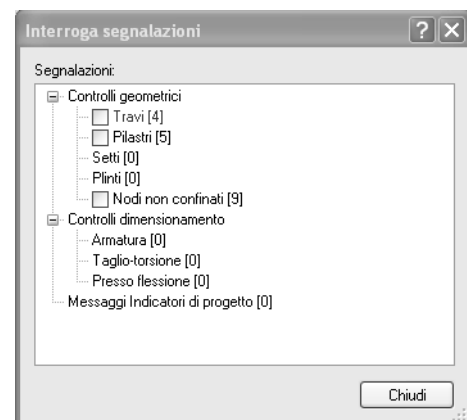 Interroga segnalazioni
Segnalazioni:
Controlli geometrici
Travi [4]
Pilastri [5]
Setti [0]
Plinti [0]
Nodi non confinati [9]
Controlli dimensionamento
Armatura [0]
Taglio-torsione [0]
Presso flessione [0]
Messaggi Indicatori di progetto [0]
Chiudi